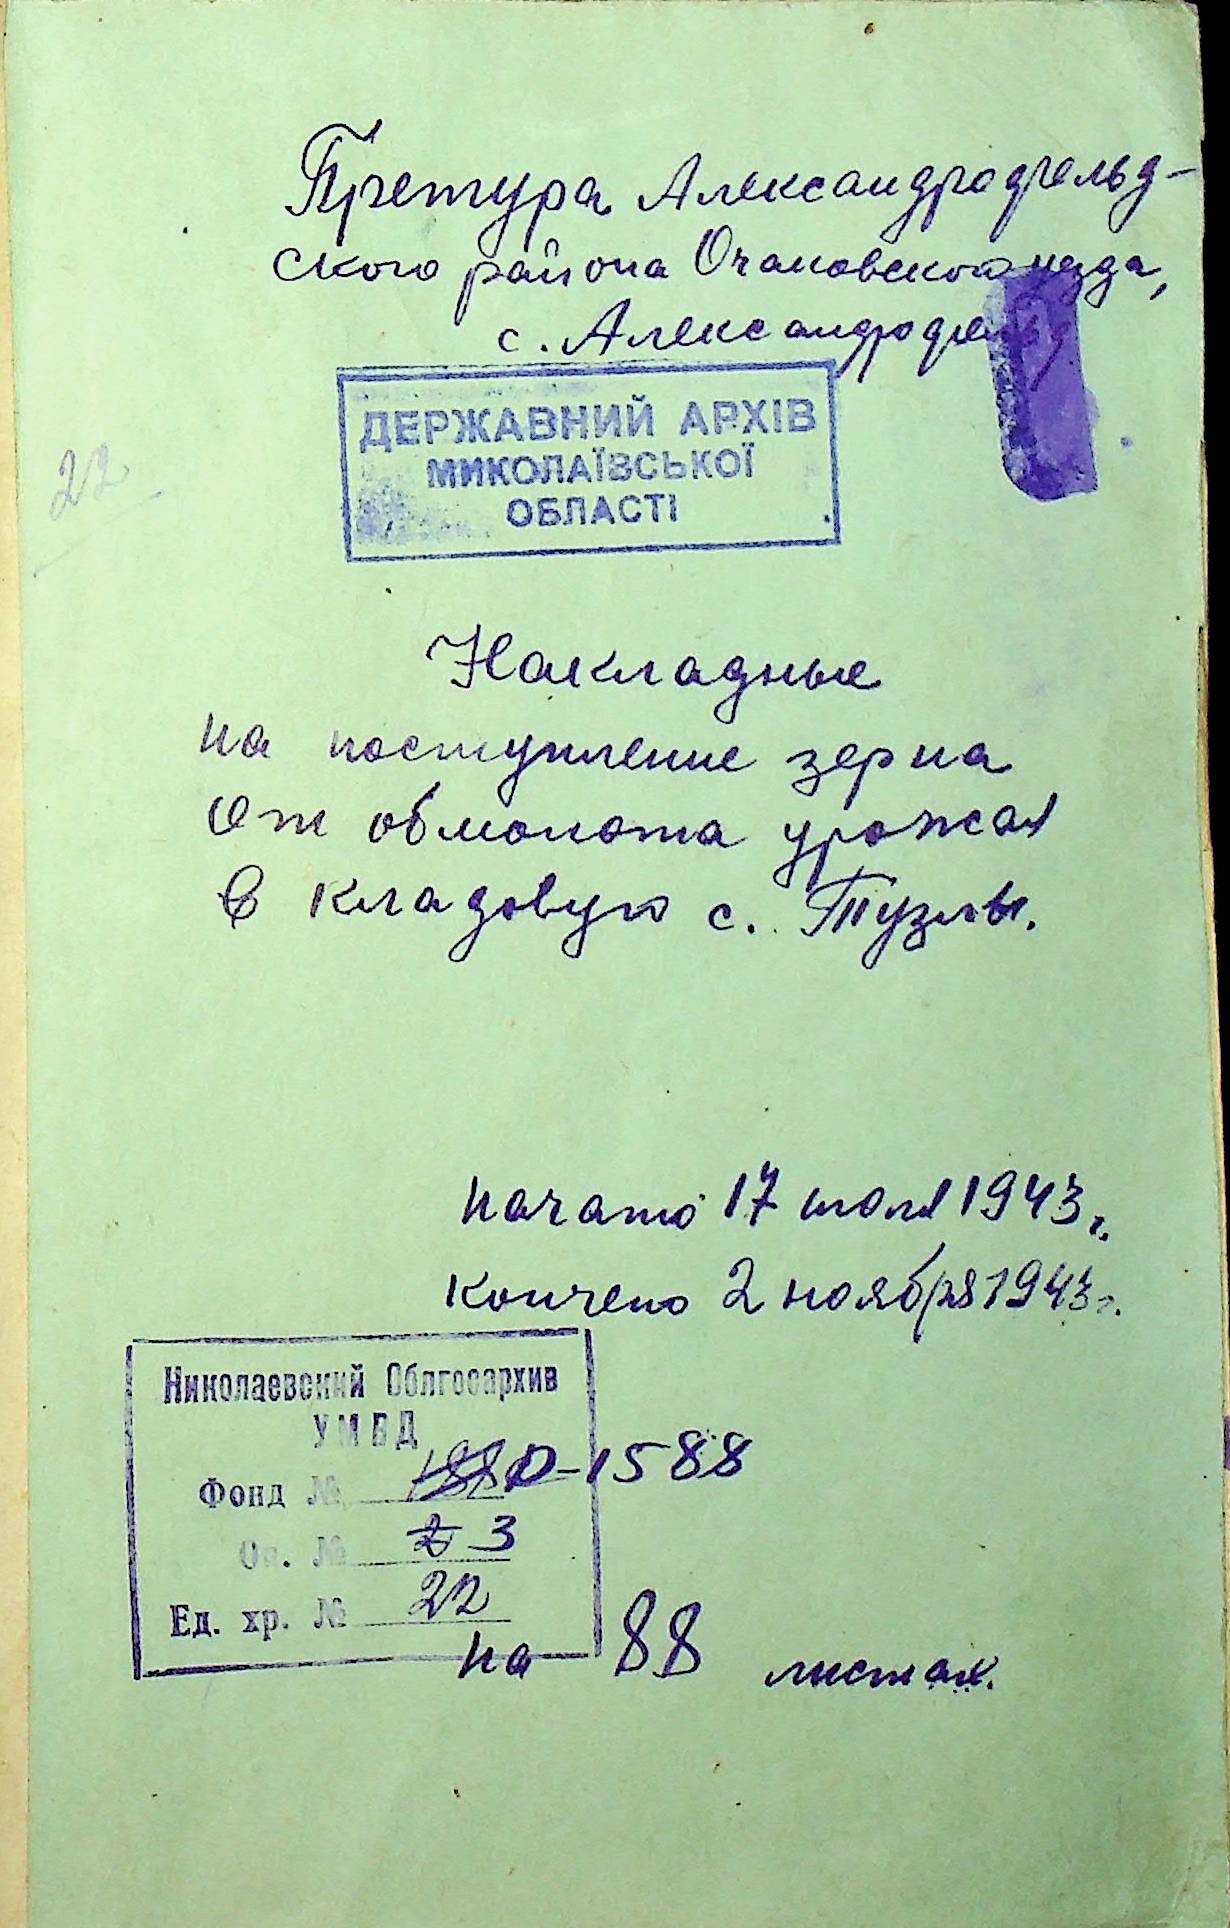 Претура Александрофельд-
ского района Очаковского уезда,
с. Александрофельд
ДЕРЖАВНИЙ АРХІВ
МИКОЛАЇВСЬКОЇ
ОБЛАСТІ
22
Накладные
на поступление зерна
от обмолота урожая
в кладовую с. Тузлы.
начато 17 июля 1943 г.
Кончено 2 ноября 1943 г.
Николаевский Облгосархив
УМВД
Фонд № Р-1588
Оп. № 2 3
Ед. хр. № 22
на 88 листах.